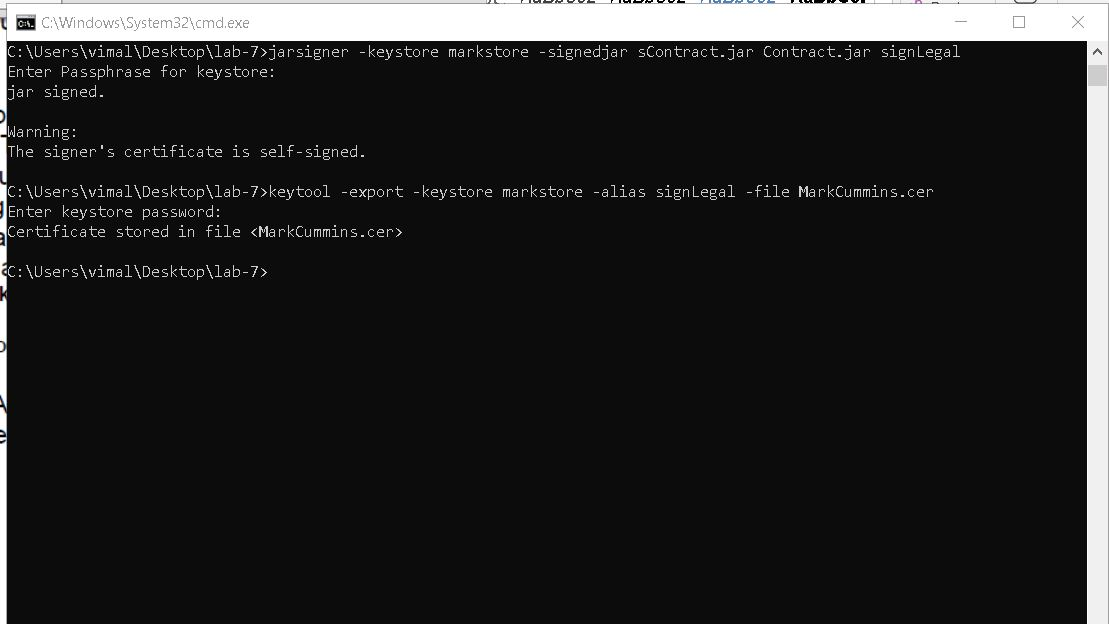 C:\Windows\System32\cmd.exe
C:\Users\vimal\Desktop\lab-7>jarsigner -keystore markstore -signedjar sContract.jar Contract.jar signLegal
Enter Passphrase for keystore:
jar signed.
Warning:
The signer's certificate is self-signed.
C:\Users\vimal\Desktop\lab-7>keytool -export -keystore markstore -alias signLegal -file MarkCummins.cer
Enter keystore password:
Certificate stored in file <MarkCummins.cer>
C:\Users\vimal\Desktop\lab-7>